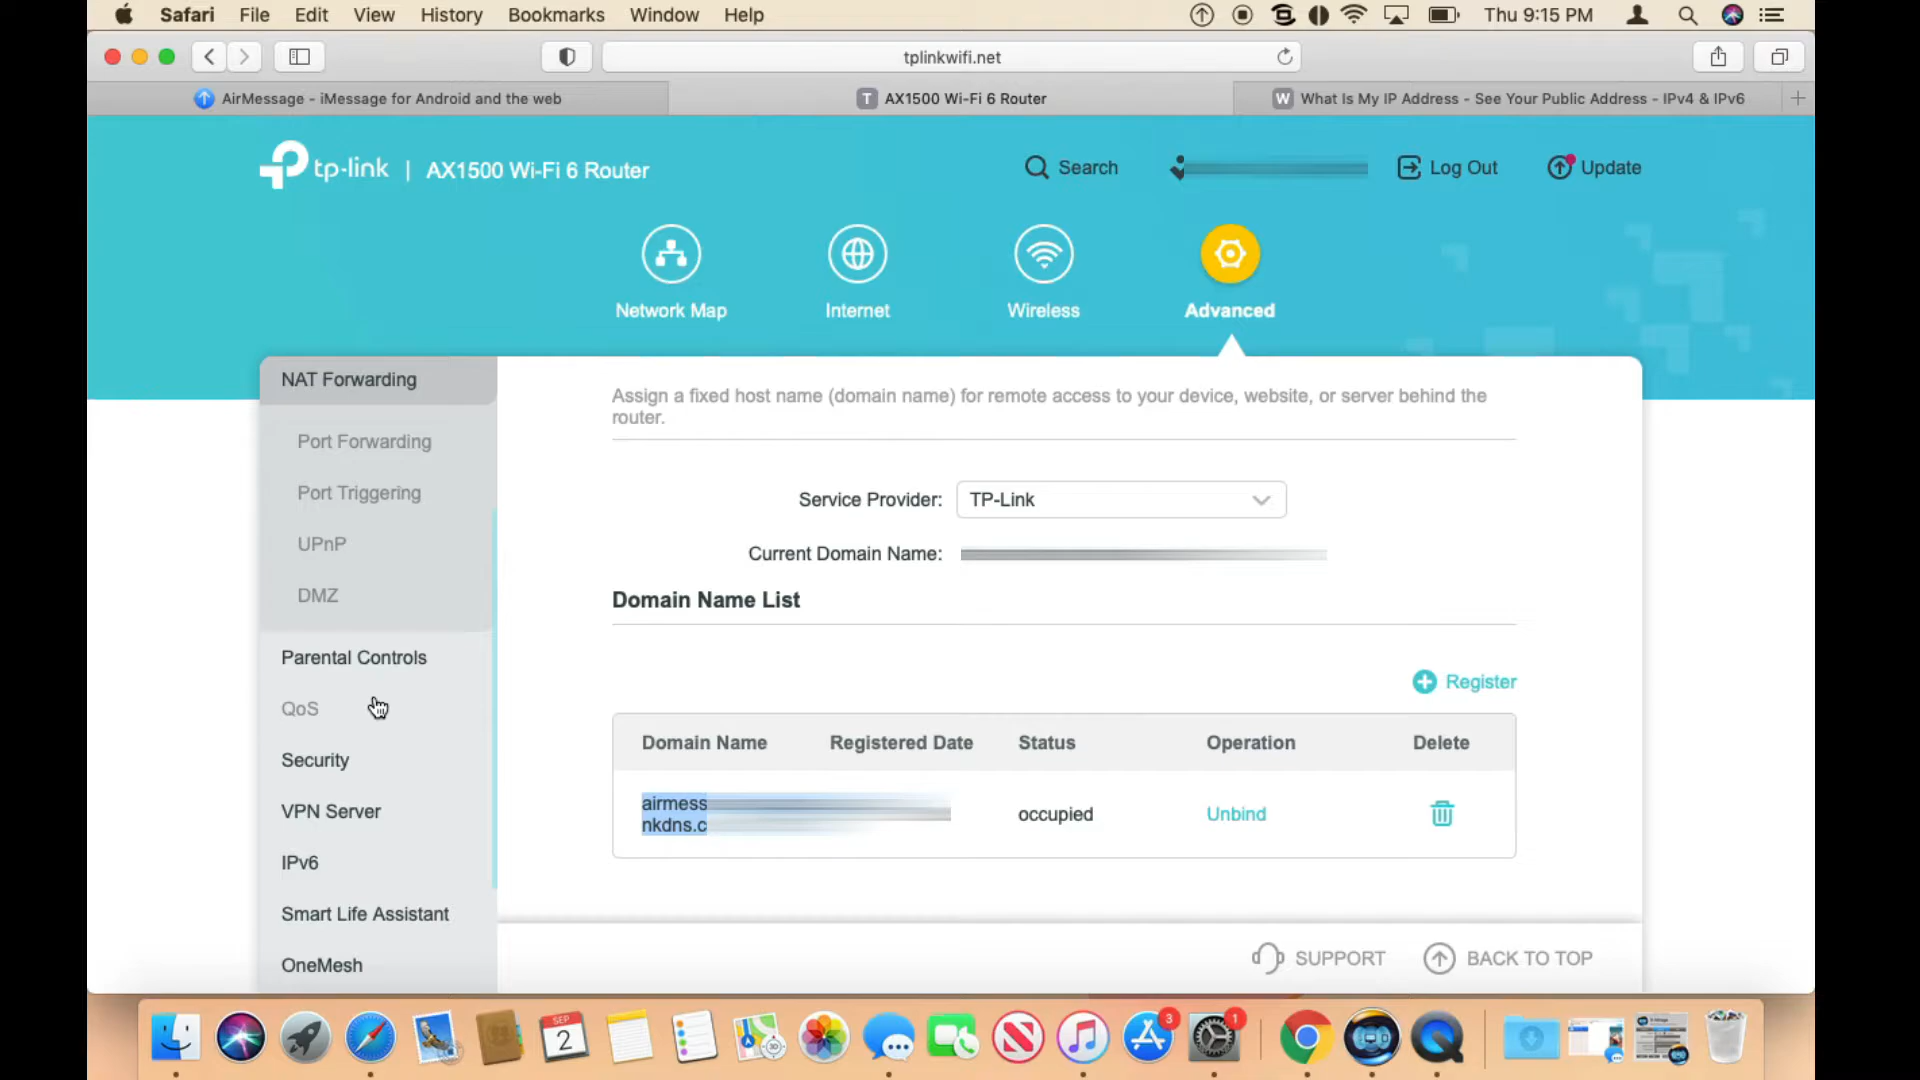 Safari File Edit View History Bookmarks Window Help Thu 9:15 PM
tplinkwifi.net
AirMessage - iMessage for Android and the web
T AX1500 Wi-Fi 6 Router
W What Is My IP Address - See Your Public Address - IPv4 & IPv6
tp-link | AX1500 Wi-Fi 6 Router
Search
Log Out
Update
Network Map
Internet
Wireless
Advanced
NAT Forwarding
Port Forwarding
Port Triggering
UPnP
DMZ
Parental Controls
QoS
Security
VPN Server
IPv6
Smart Life Assistant
OneMesh
Assign a fixed host name (domain name) for remote access to your device, website, or server behind the
router.
Service Provider: TP-Link
Current Domain Name:
Domain Name List
Register
Domain Name Registered Date Status Operation Delete
airmess
nkdns.c
occupied Unbind
SUPPORT BACK TO TOP
SEP
2
3
1